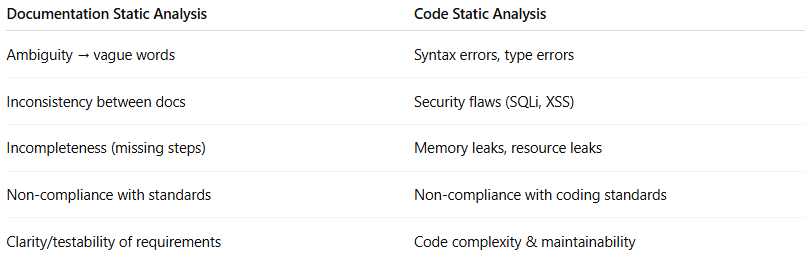 Documentation Static Analysis Code Static Analysis
Ambiguity → vague words Syntax errors, type errors
Inconsistency between docs Security flaws (SQLi, XSS)
Incompleteness (missing steps) Memory leaks, resource leaks
Non-compliance with standards Non-compliance with coding standards
Clarity/testability of requirements Code complexity & maintainability